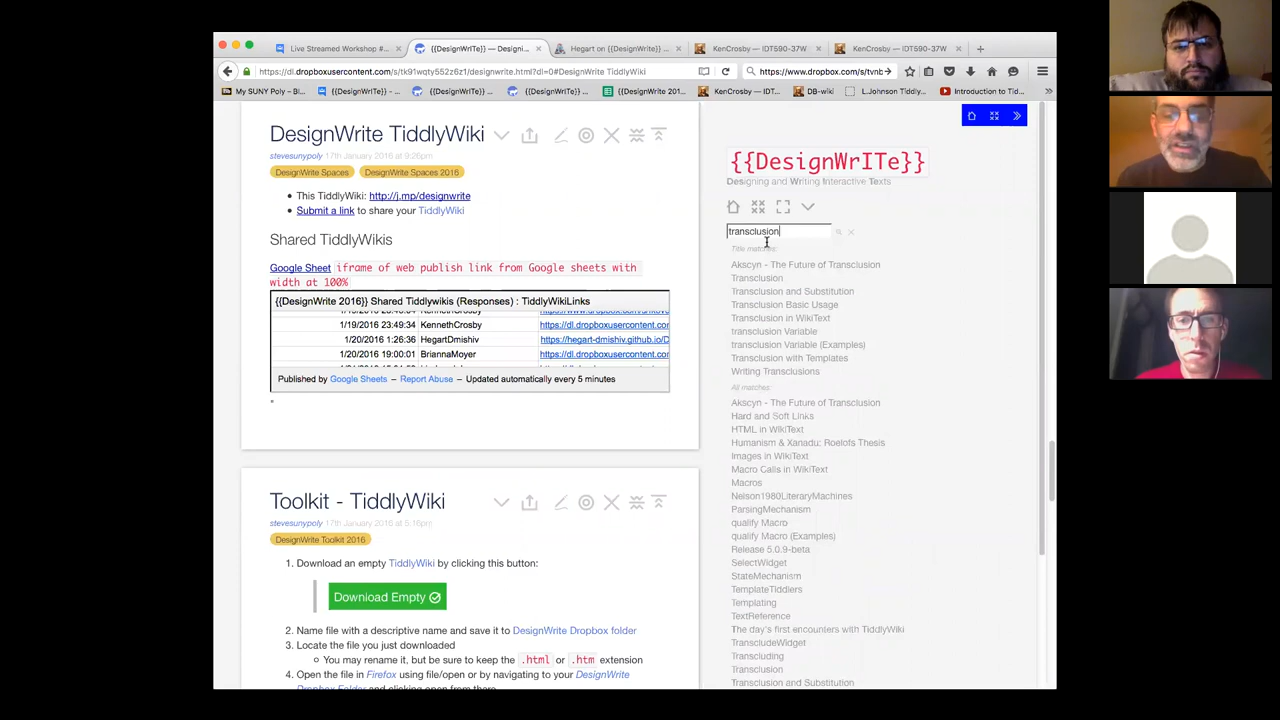 Live Streamed Workshop #...
{{DesignWrITe}} — Designi...
Hegart on {{DesignWrite}} ...
KenCrosby — IDT590-37W
KenCrosby — IDT590-37W
https://dl.dropboxusercontent.com/s/tk91wqty552z6z1/designwrite.html?dl=0#DesignWrite TiddlyWiki
https://www.dropbox.com/s/tvnb
My SUNY Poly – Bi...
{{DesignWrite}} - ...
{{DesignWrITe}} ...
{{DesignWrITe}} ...
{{DesignWrite 201...
KenCrosby — IDT...
DB-wiki
L.Johnson Tiddly...
Introduction to Tid...
DesignWrite TiddlyWiki
stevesunypoly 17th January 2016 at 9:26pm
DesignWrite Spaces DesignWrite Spaces 2016
• This TiddlyWiki: http://j.mp/designwrite
• Submit a link to share your TiddlyWiki
Shared TiddlyWikis
Google Sheet iframe of web publish link from Google sheets with
width at 100%
{{DesignWrite 2016}} Shared Tiddlywikis (Responses) : TiddlyWikiLinks
1/19/2016 23:49:34 KennethCrosby https://dl.dropboxusercontent.cor
1/20/2016 1:26:36 HegartDmishiv https://hegart-dmishiv.github.io/D
1/20/2016 19:00:01 BriannaMoyer https://dl.dropboxusercontent.cor
Published by Google Sheets – Report Abuse – Updated automatically every 5 minutes
"
Toolkit - TiddlyWiki
stevesunypoly 17th January 2016 at 5:16pm
DesignWrite Toolkit 2016
1. Download an empty TiddlyWiki by clicking this button:
Download Empty
2. Name file with a descriptive name and save it to DesignWrite Dropbox folder
3. Locate the file you just downloaded
You may rename it, but be sure to keep the .html or .htm extension
4. Open the file in Firefox using file/open or by navigating to your DesignWrite
Dropbox Folder and clicking open from there
{{DesignWrITe}}
Designing and Writing Interactive Texts
transclusion
Title matches:
Akscyn - The Future of Transclusion
Transclusion
Transclusion and Substitution
Transclusion Basic Usage
Transclusion in WikiText
transclusion Variable
transclusion Variable (Examples)
Transclusion with Templates
Writing Transclusions
All matches:
Akscyn - The Future of Transclusion
Hard and Soft Links
HTML in WikiText
Humanism & Xanadu: Roelofs Thesis
Images in WikiText
Macro Calls in WikiText
Macros
Nelson1980LiteraryMachines
ParsingMechanism
qualify Macro
qualify Macro (Examples)
Release 5.0.9-beta
SelectWidget
StateMechanism
TemplateTiddlers
Templating
TextReference
The day's first encounters with TiddlyWiki
TranscludeWidget
Transcluding
Transclusion
Transclusion and Substitution